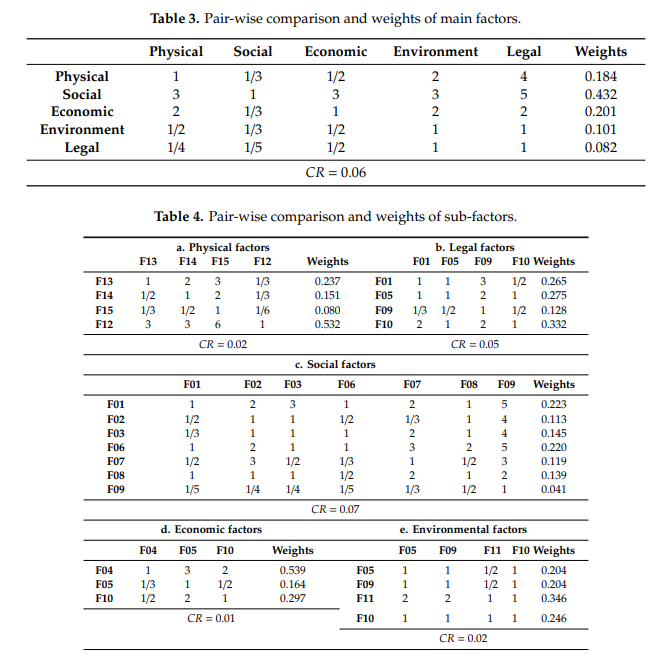 Table 3. Pair-wise comparison and weights of main factors.
Physical Social Economic Environment Legal Weights
Physical 1 1/3 1/2 2 4 0.184
Social 3 1 3 3 5 0.432
Economic 2 1/3 1 2 2 0.201
Environment 1/2 1/3 1/2 1 1 0.101
Legal 1/4 1/5 1/2 1 1 0.082
CR = 0.06
Table 4. Pair-wise comparison and weights of sub-factors.
a. Physical factors b. Legal factors
F13 F14 F15 F12 Weights F01 F05 F09 F10 Weights
F13 1 2 3 1/3 0.237 F01 1 1 3 1/2 0.265
F14 1/2 1 2 1/3 0.151 F05 1 1 2 1 0.275
F15 1/3 1/2 1 1/6 0.080 F09 1/3 1/2 1 1/2 0.128
F12 3 3 6 1 0.532 F10 2 1 2 1 0.332
CR = 0.02 CR = 0.05
c. Social factors
F01 F02 F03 F06 F07 F08 F09 Weights
F01 1 2 3 1 2 1 5 0.223
F02 1/2 1 1 1/2 1/3 1 4 0.113
F03 1/3 1 1 1 2 1 4 0.145
F06 1 2 1 1 3 2 5 0.220
F07 1/2 3 1/2 1/3 1 1/2 3 0.119
F08 1 1 1 1/2 2 1 2 0.139
F09 1/5 1/4 1/4 1/5 1/3 1/2 1 0.041
CR = 0.07
d. Economic factors e. Environmental factors
F04 F05 F10 Weights F05 F09 F11 F10 Weights
F04 1 3 2 0.539 F05 1 1 1/2 1 0.204
F05 1/3 1 1/2 0.164 F09 1 1 1/2 1 0.204
F10 1/2 2 1 0.297 F11 2 2 1 1 0.346
CR = 0.01 F10 1 1 1 1 0.246
CR = 0.02